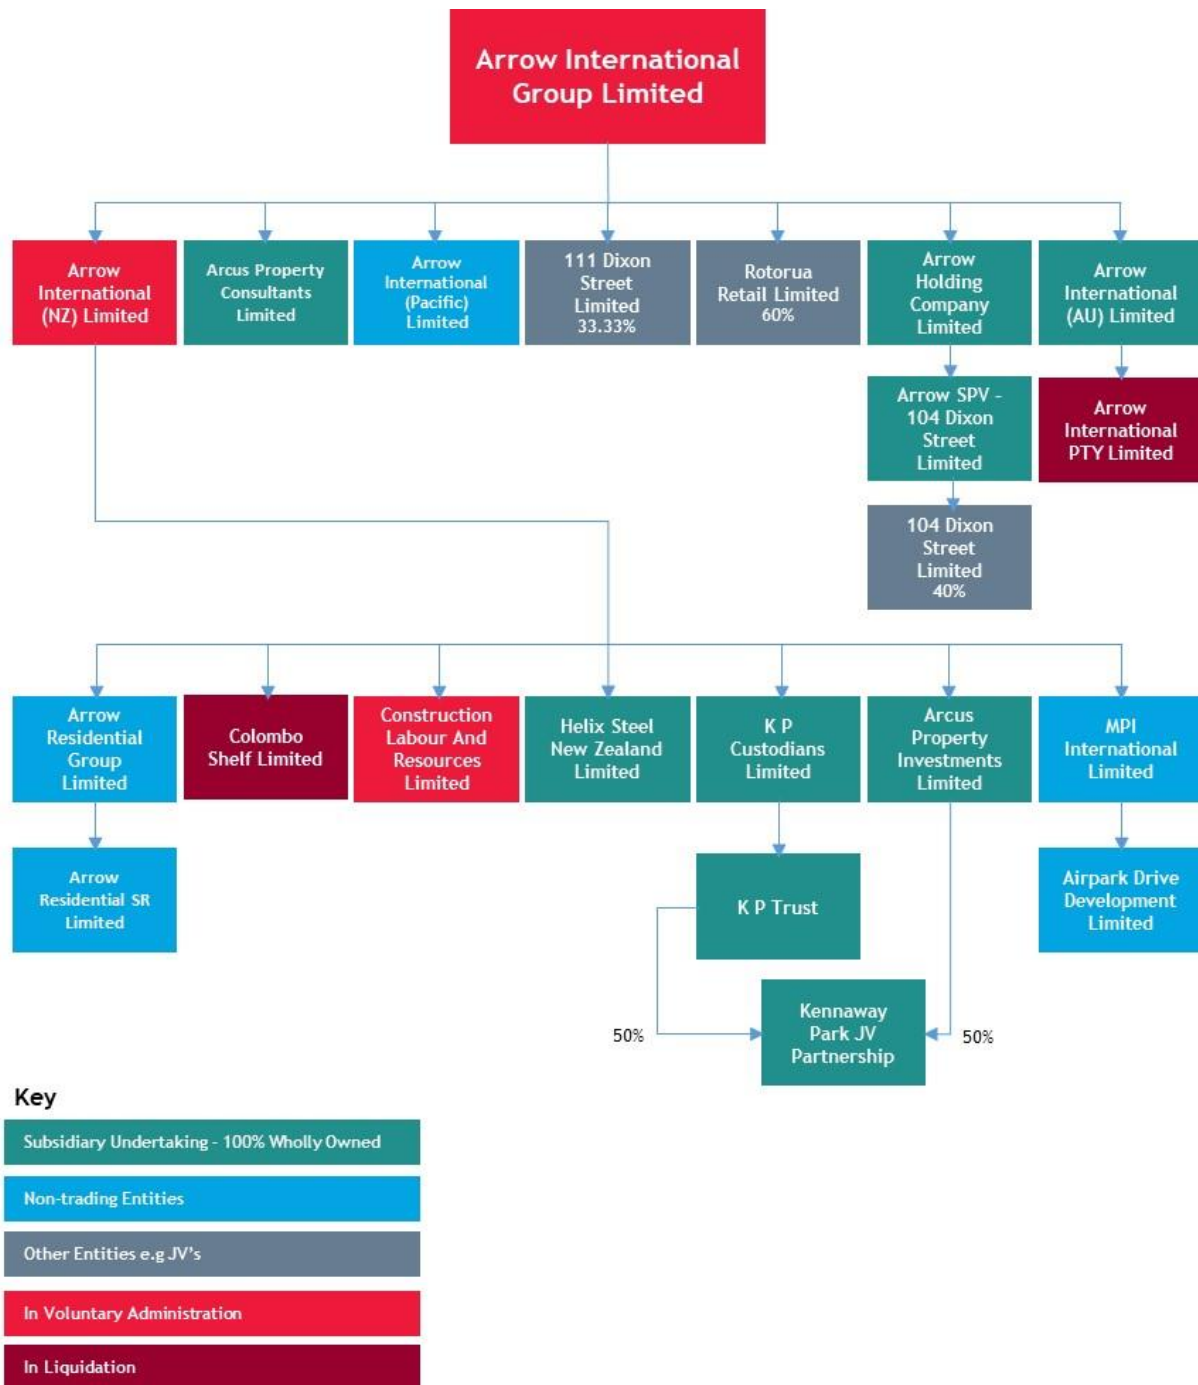 Arrow International
Group Limited
Arrow
International
(NZ) Limited
Arcus Property
Consultants
Limited
Arrow
International
(Pacific)
Limited
111 Dixon
Street
Limited
33.33%
Rotorua
Retail Limited
60%
Arrow
Holding
Company
Limited
Arrow
International
(AU) Limited
Arrow SPV –
104 Dixon
Street
Limited
Arrow
International
PTY Limited
104 Dixon
Street
Limited
40%
Arrow
Residential
Group
Limited
Colombo
Shelf Limited
Construction
Labour And
Resources
Limited
Helix Steel
New Zealand
Limited
K P
Custodians
Limited
Arcus
Property
Investments
Limited
MPI
International
Limited
Arrow
Residential SR
Limited
K P Trust
Airpark Drive
Development
Limited
50%
Kennaway
Park JV
Partnership
50%
Key
Subsidiary Undertaking - 100% Wholly Owned
Non-trading Entities
Other Entities e.g JV's
In Voluntary Administration
In Liquidation